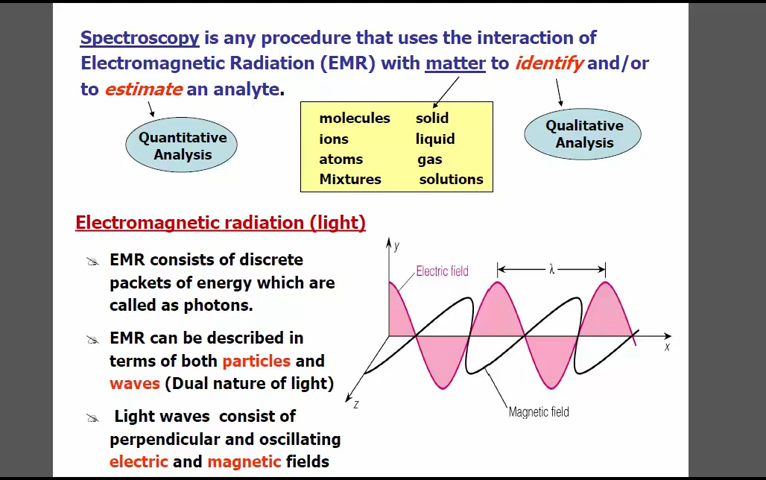 Spectroscopy is any procedure that uses the interaction of
Electromagnetic Radiation (EMR) with matter to identify and/or
to estimate an analyte.
Quantitative
Analysis
molecules solid
ions liquid
atoms gas
Mixtures solutions
Qualitative
Analysis
Electromagnetic radiation (light)
EMR consists of discrete
packets of energy which are
called as photons.
EMR can be described in
terms of both particles and
waves (Dual nature of light)
Light waves consist of
perpendicular and oscillating
electric and magnetic fields
y
Electric field
λ
x
z
Magnetic field